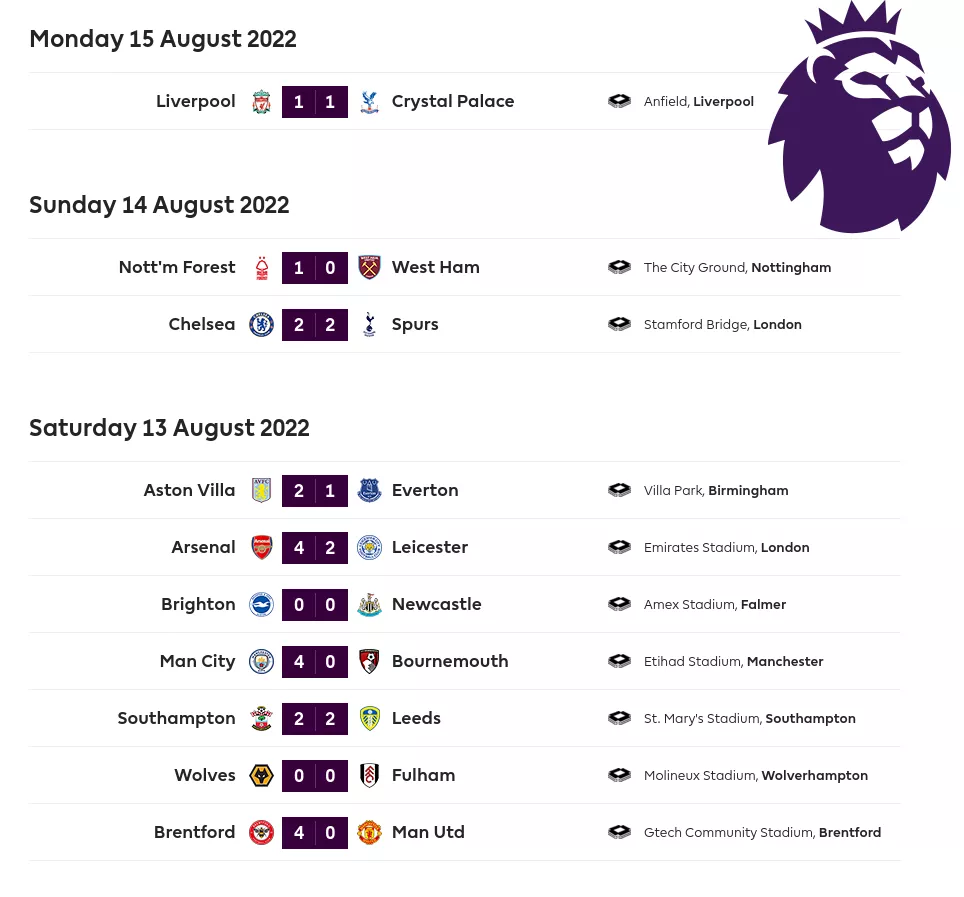 Monday 15 August 2022
Liverpool 1 1 Crystal Palace Anfield, Liverpool
Sunday 14 August 2022
Nott'm Forest 1 0 West Ham The City Ground, Nottingham
Chelsea 2 2 Spurs Stamford Bridge, London
Saturday 13 August 2022
Aston Villa 2 1 Everton Villa Park, Birmingham
Arsenal 4 2 Leicester Emirates Stadium, London
Brighton 0 0 Newcastle Amex Stadium, Falmer
Man City 4 0 Bournemouth Etihad Stadium, Manchester
Southampton 2 2 Leeds St. Mary's Stadium, Southampton
Wolves 0 0 Fulham Molineux Stadium, Wolverhampton
Brentford 4 0 Man Utd Gtech Community Stadium, Brentford